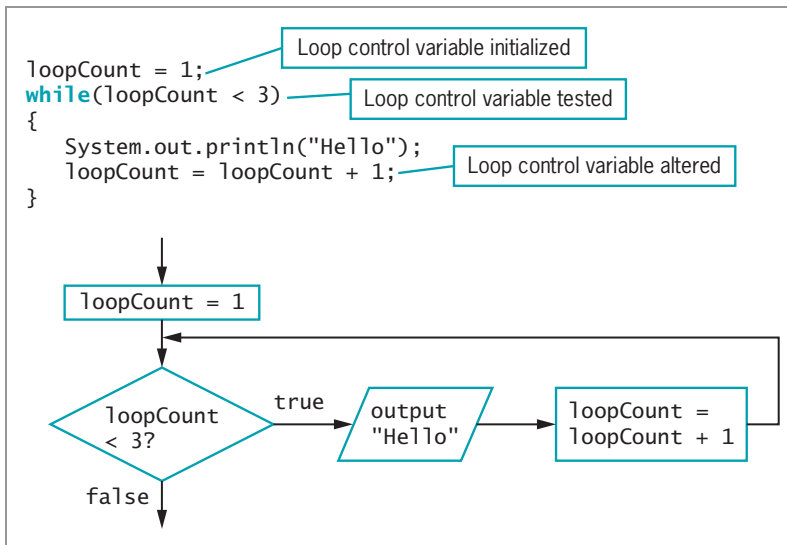 Loop control variable initialized
loopCount = 1;
while(loopCount < 3)
Loop control variable tested
{
System.out.println("Hello");
loopCount = loopCount + 1;
Loop control variable altered
}
loopCount = 1
loopCount
< 3?
true
output
"Hello"
loopCount =
loopCount + 1
false